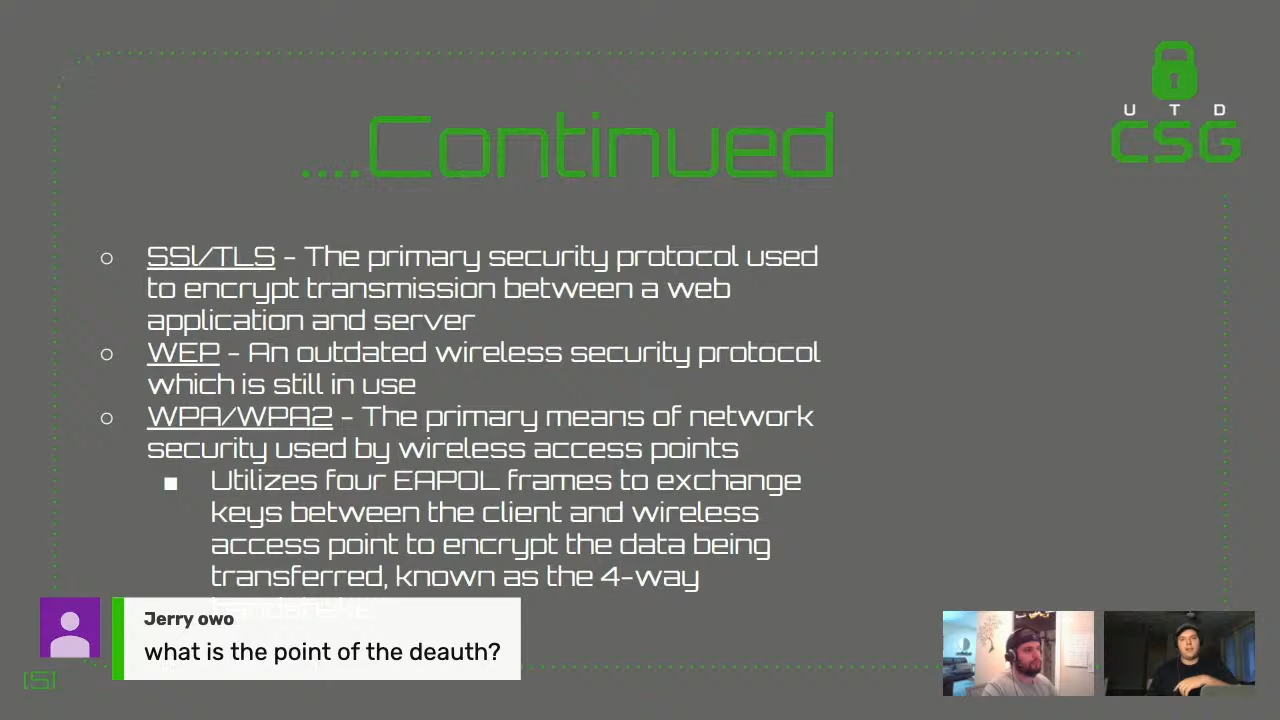 UTD
CSG
....Continued
SSl/TLS - The primary security protocol used
to encrypt transmission between a web
application and server
WEP - An outdated wireless security protocol
which is still in use
WPA/WPA2 - The primary means of network
security used by wireless access points
Utilizes four EAPOL frames to exchange
keys between the client and wireless
access point to encrypt the data being
transferred, known as the 4-way
Jerry owo
what is the point of the deauth?
[5]